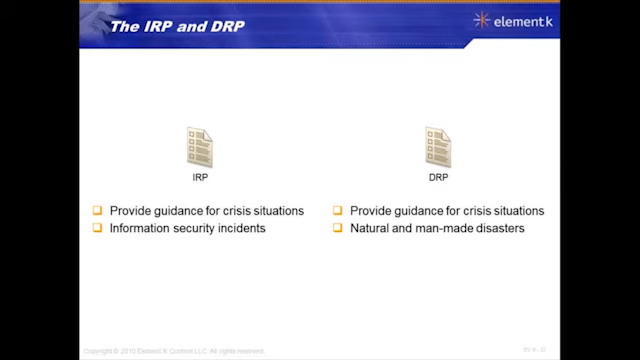 The IRP and DRP
element k
IRP
DRP
Provide guidance for crisis situations
Information security incidents
Provide guidance for crisis situations
Natural and man-made disasters
Copyright © 2010 Element K Content LLC. All rights reserved.